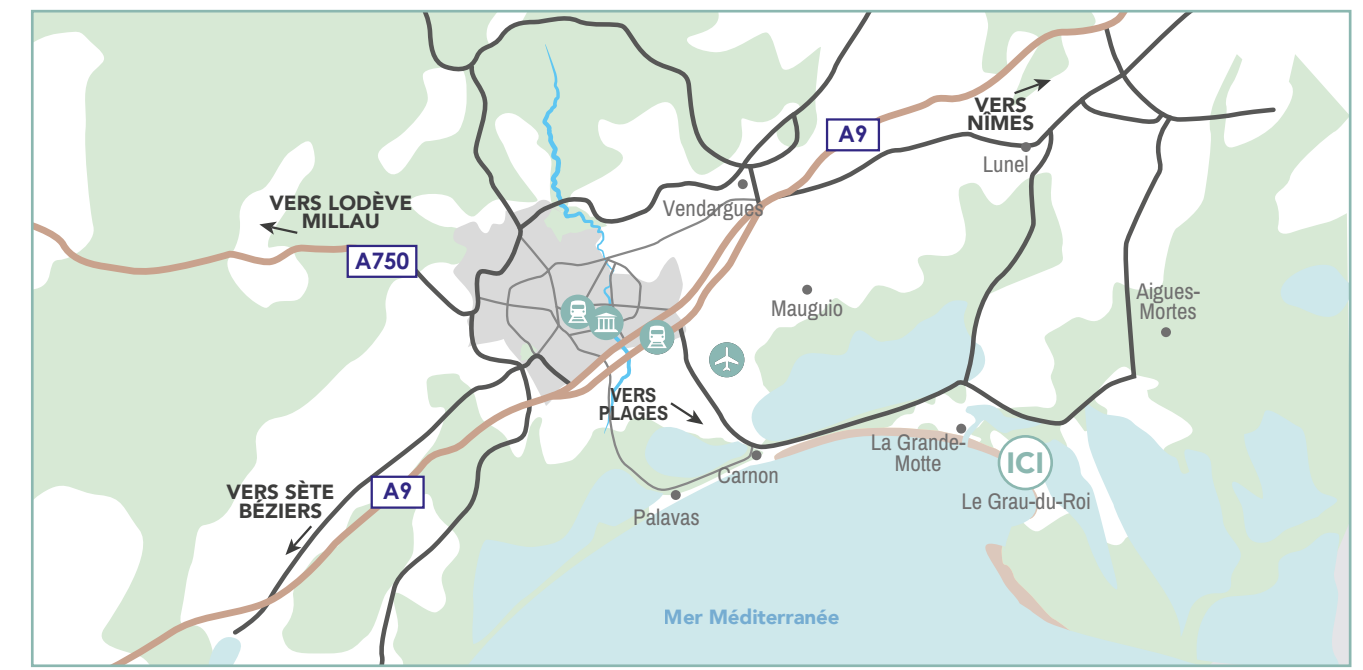 VERS
NÎMES
A9
Lunel
VERS LODÈVE
MILLAU
Vendargues
A750
Mauguio
Aigues-
Mortes
VERS
PLAGES
La Grande-
Motte
ICI
Carnon
VERS SÈTE
BÉZIERS
A9
Le Grau-du-Roi
Palavas
Mer Méditerranée